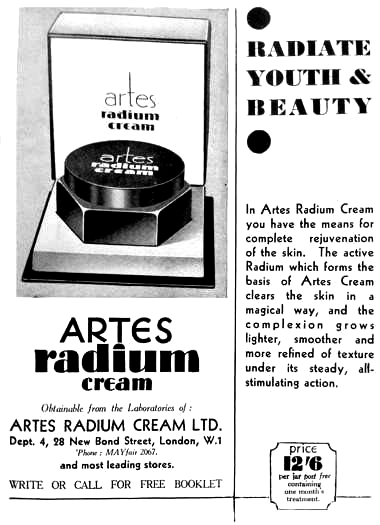 artes
radium
cream
artes
radium
cream
ARTES
radium
cream
Obtainable from the Laboratories of :
ARTES RADIUM CREAM LTD.
Dept. 4, 28 New Bond Street, London, W.1
'Phone : MAYfair 2067.
and most leading stores.
WRITE OR CALL FOR FREE BOOKLET
RADIATE
YOUTH &
BEAUTY
In Artes Radium Cream
you have the means for
complete rejuvenation
of the skin. The active
Radium which forms the
basis of Artes Cream
clears the skin in a
magical way, and the
complexion grows
lighter, smoother and
more refined of texture
under its steady, all-
stimulating action.
price
12/6
per jar post free
containing
one month's
treatment.